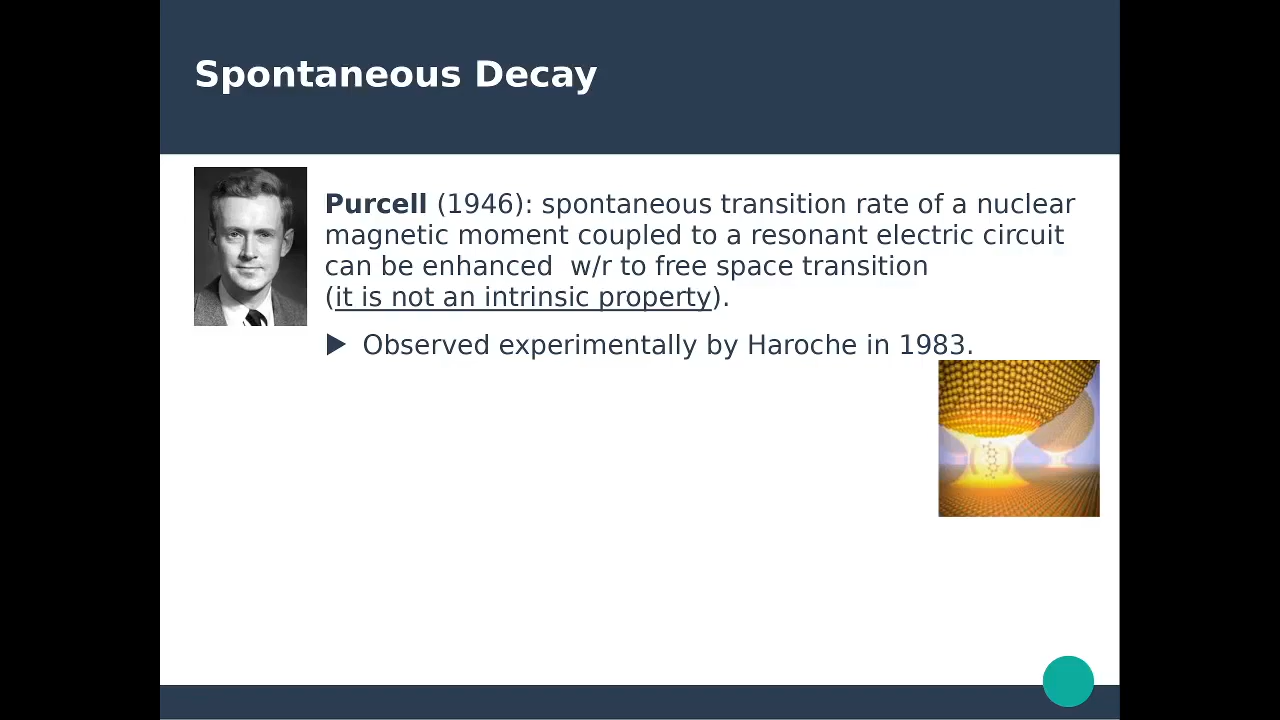 Spontaneous Decay
Purcell (1946): spontaneous transition rate of a nuclear
magnetic moment coupled to a resonant electric circuit
can be enhanced  w/r to free space transition
(it is not an intrinsic property).
▶ Observed experimentally by Haroche in 1983.